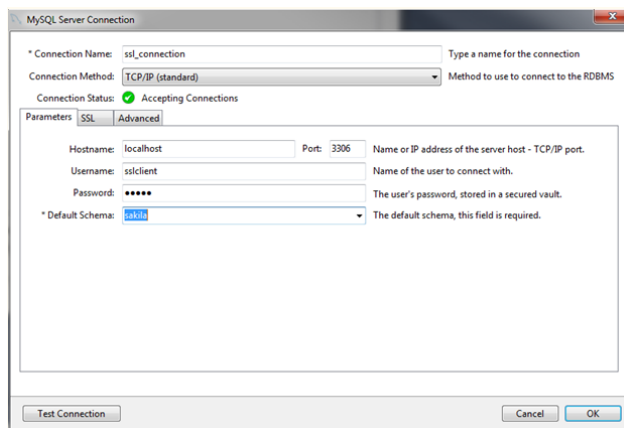 MySQL Server Connection
* Connection Name: ssl_connection Type a name for the connection
Connection Method: TCP/IP (standard) Method to use to connect to the RDBMS
Connection Status: Accepting Connections
Parameters SSL Advanced
Hostname: localhost Port: 3306 Name or IP address of the server host - TCP/IP port.
Username: sslclient Name of the user to connect with.
Password: ••••• The user's password, stored in a secured vault.
* Default Schema: sakila The default schema, this field is required.
Test Connection Cancel OK